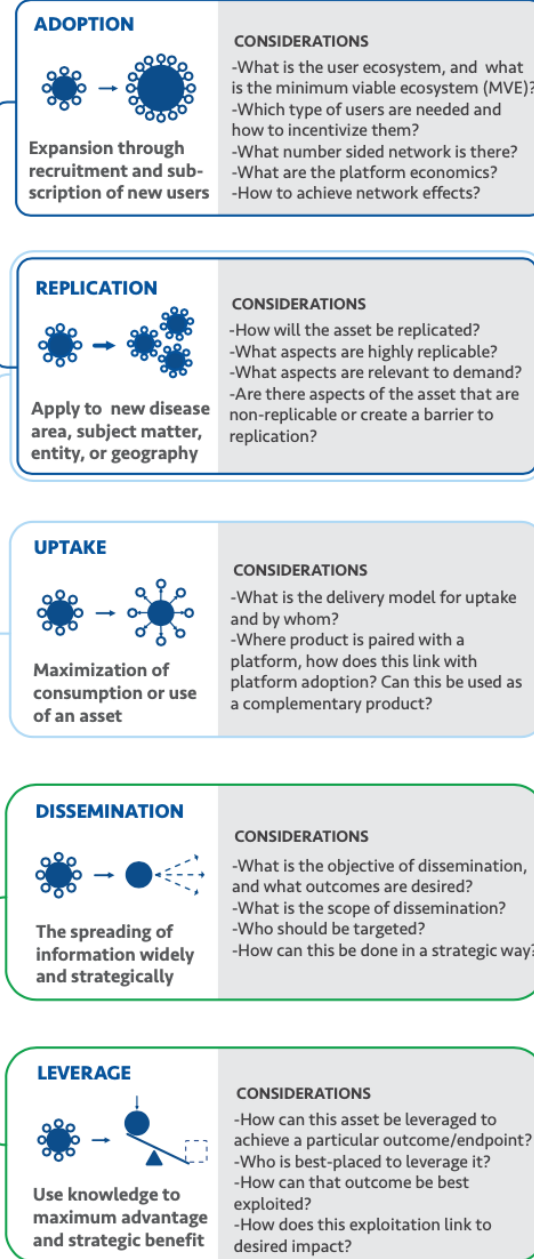 ADOPTION
Expansion through
recruitment and sub-
scription of new users
CONSIDERATIONS
-What is the user ecosystem, and what
is the minimum viable ecosystem (MVE)?
-Which type of users are needed and
how to incentivize them?
-What number sided network is there?
-What are the platform economics?
-How to achieve network effects?
REPLICATION
Apply to new disease
area, subject matter,
entity, or geography
CONSIDERATIONS
-How will the asset be replicated?
-What aspects are highly replicable?
-What aspects are relevant to demand?
-Are there aspects of the asset that are
non-replicable or create a barrier to
replication?
UPTAKE
Maximization of
consumption or use
of an asset
CONSIDERATIONS
-What is the delivery model for uptake
and by whom?
-Where product is paired with a
platform, how does this link with
platform adoption? Can this be used as
a complementary product?
DISSEMINATION
The spreading of
information widely
and strategically
CONSIDERATIONS
-What is the objective of dissemination,
and what outcomes are desired?
-What is the scope of dissemination?
-Who should be targeted?
-How can this be done in a strategic way?
LEVERAGE
Use knowledge to
maximum advantage
and strategic benefit
CONSIDERATIONS
-How can this asset be leveraged to
achieve a particular outcome/endpoint?
-Who is best-placed to leverage it?
-How can that outcome be best
exploited?
-How does this exploitation link to
desired impact?